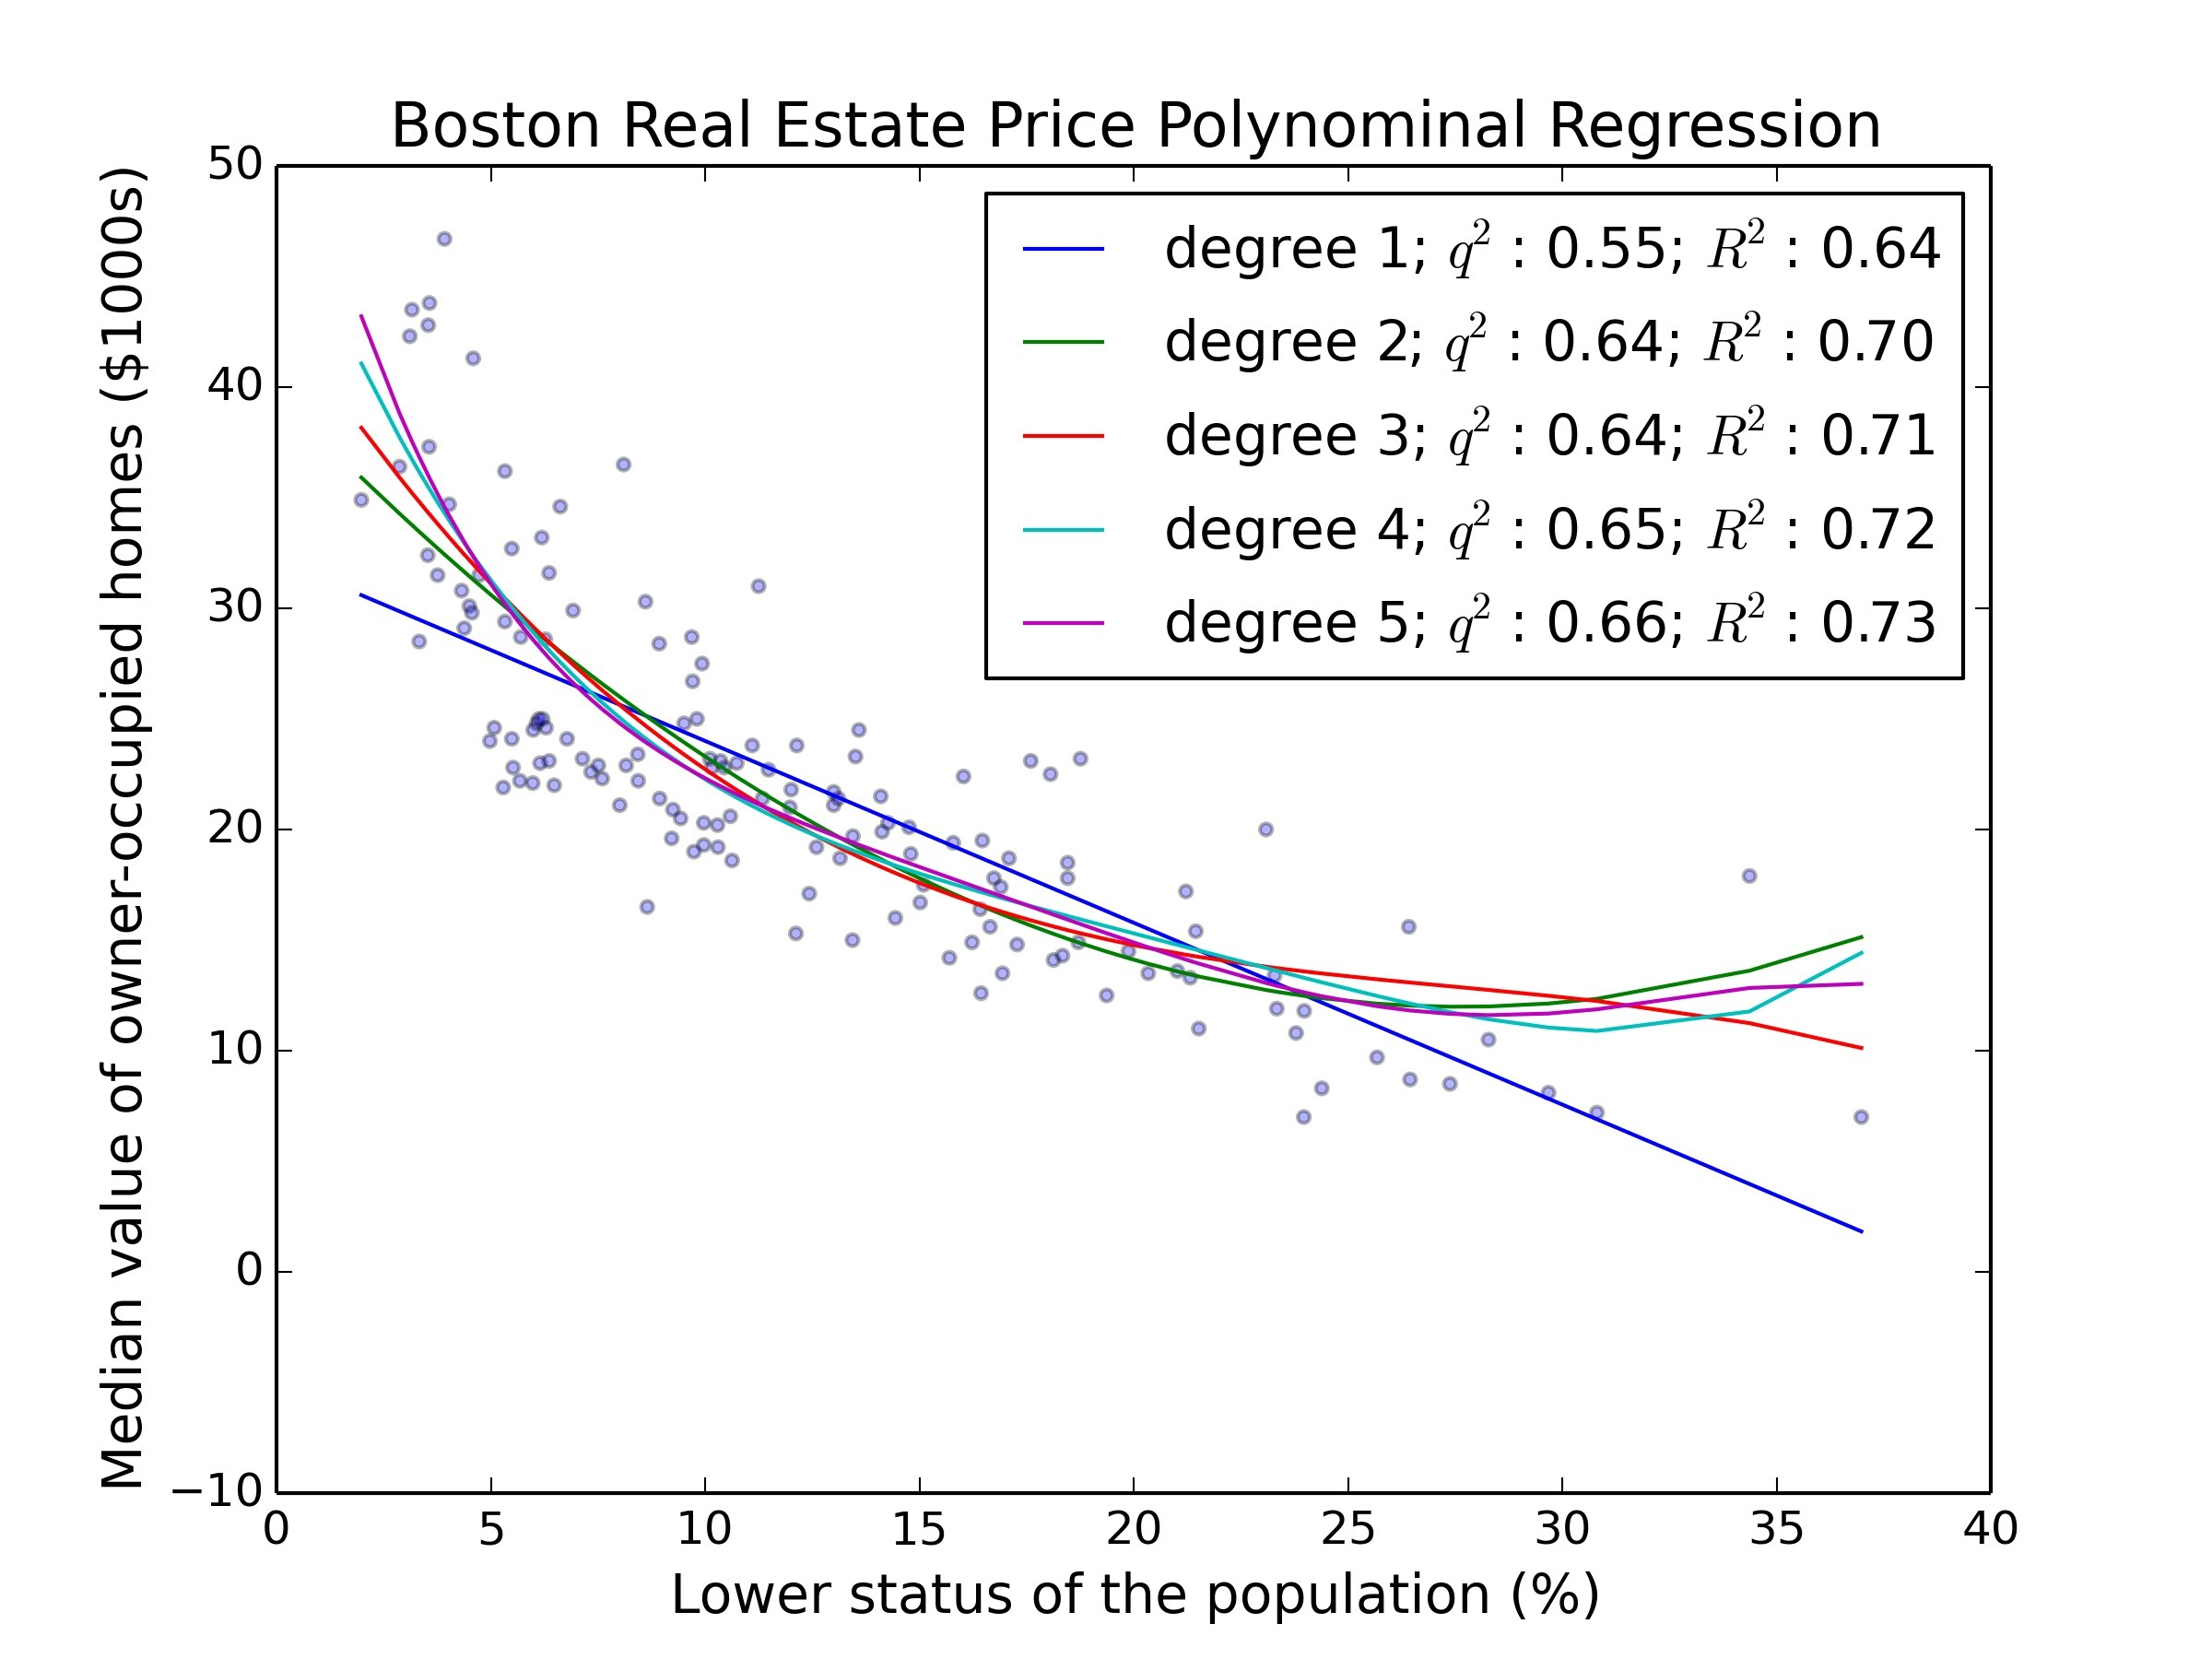 Boston Real Estate Price Polynominal Regression
Median value of owner-occupied homes ($1000s)
50
40
30
20
10
0
−10
degree 1; q² : 0.55; R² : 0.64
degree 2; q² : 0.64; R² : 0.70
degree 3; q² : 0.64; R² : 0.71
degree 4; q² : 0.65; R² : 0.72
degree 5; q² : 0.66; R² : 0.73
0 5 10 15 20 25 30 35 40
Lower status of the population (%)